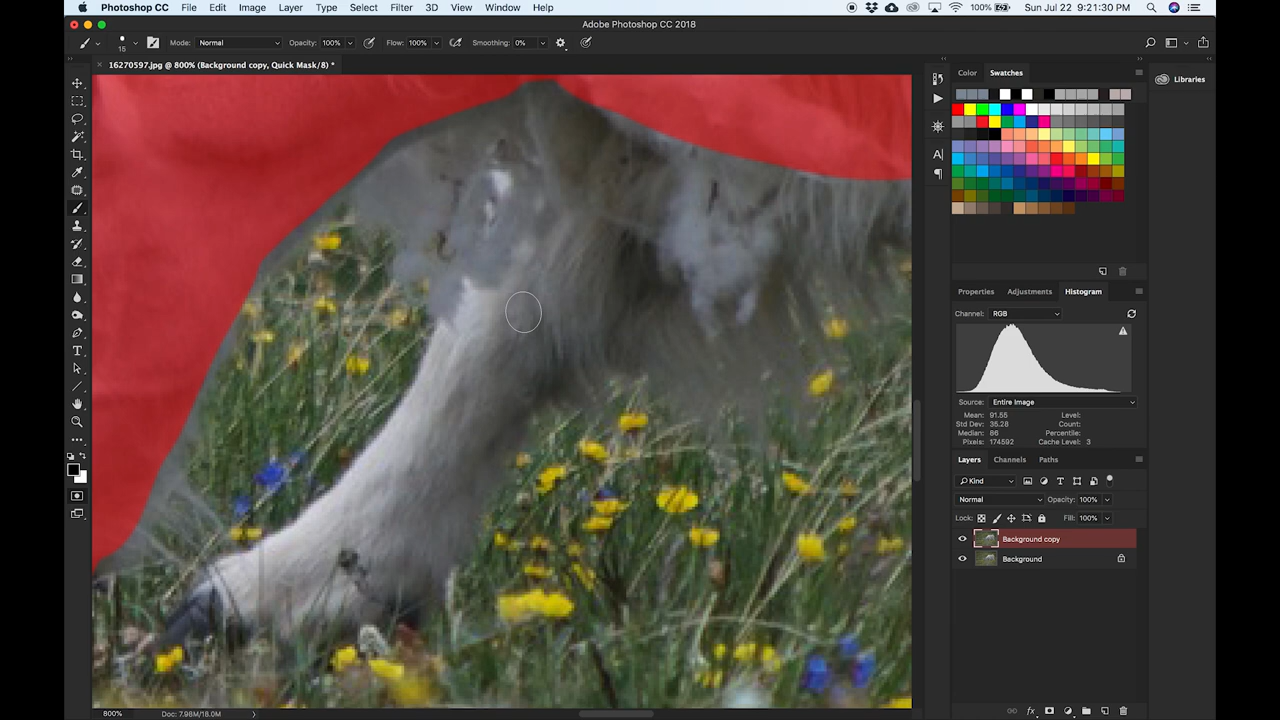 Photoshop CC File Edit Image Layer Type Select Filter 3D View Window Help 100% Sun Jul 22 9:21:30 PM
Adobe Photoshop CC 2018
15 Mode: Normal Opacity: 100% Flow: 100% Smoothing: 0%
16270597.jpg @ 800% (Background copy, Quick Mask/8) *
Color Swatches
Libraries
Properties Adjustments Histogram
Channel: RGB
Source: Entire Image
Mean: 91.55 Level:
Std Dev: 35.28 Count:
Median: 86 Percentile:
Pixels: 174592 Cache Level: 3
Layers Channels Paths
Kind
Normal Opacity: 100%
Lock: Fill: 100%
Background copy
Background
800% Doc: 7.98M/18.0M